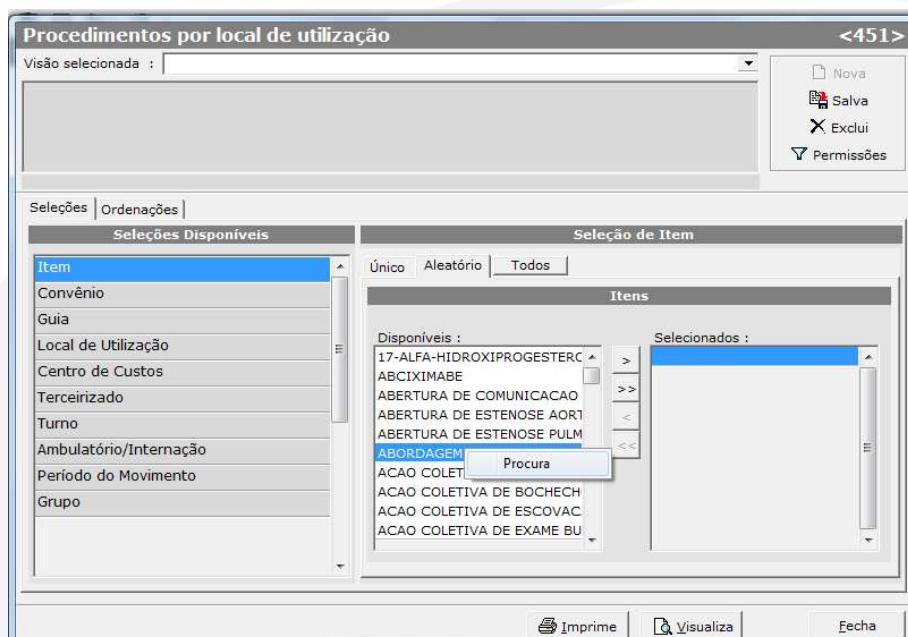 Procedimentos por local de utilização <451>
Visão selecionada :
Nova
Salva
Exclui
Permissões
Seleções Ordenações
Seleções Disponíveis
Item
Convênio
Guia
Local de Utilização
Centro de Custos
Terceirizado
Turno
Ambulatório/Internação
Período do Movimento
Grupo
Seleção de Item
Único Aleatório Todos
Itens
Disponíveis :
17-ALFA-HIDROXIPROGESTERC
ABCIXIMABE
ABERTURA DE COMUNICACAO
ABERTURA DE ESTENOSE AORT
ABERTURA DE ESTENOSE PULM
ABORDAGEM
ACAO COLET
ACAO COLETIVA DE BOCHECH
ACAO COLETIVA DE ESCOVAC
ACAO COLETIVA DE EXAME BU
Procura
>
>>
<
<<
Selecionados :
Imprime Visualiza Fecha